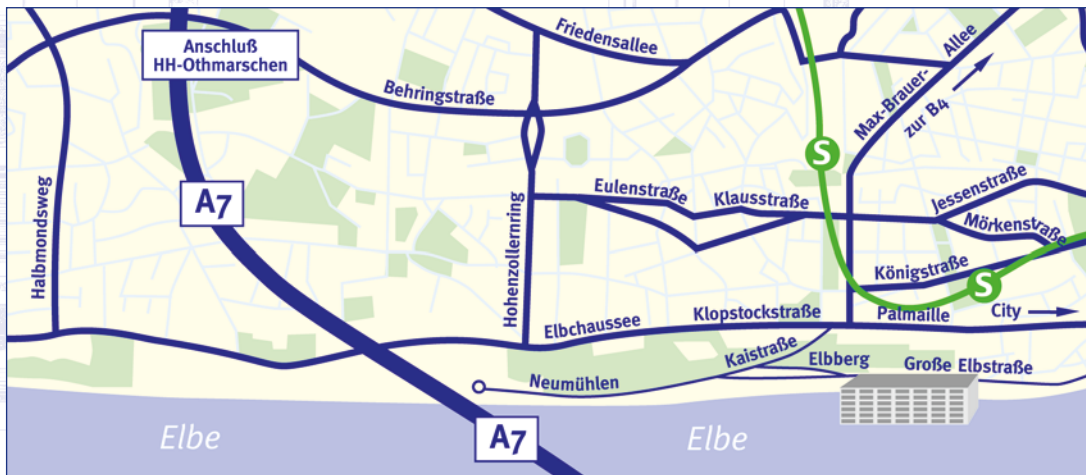 Anschluß
HH-Othmarschen
Friedensallee
Behringstraße
Max-Brauer-
Allee
zur B4
S
A7
Halbmondsweg
Hohenzollernring
Eulenstraße
Klausstraße
Jessenstraße
Mörkenstraße
Königstraße
S
Elbchaussee
Klopstockstraße
Palmaille
City
Kaistraße
Elbberg
Große Elbstraße
Neumühlen
Elbe
A7
Elbe